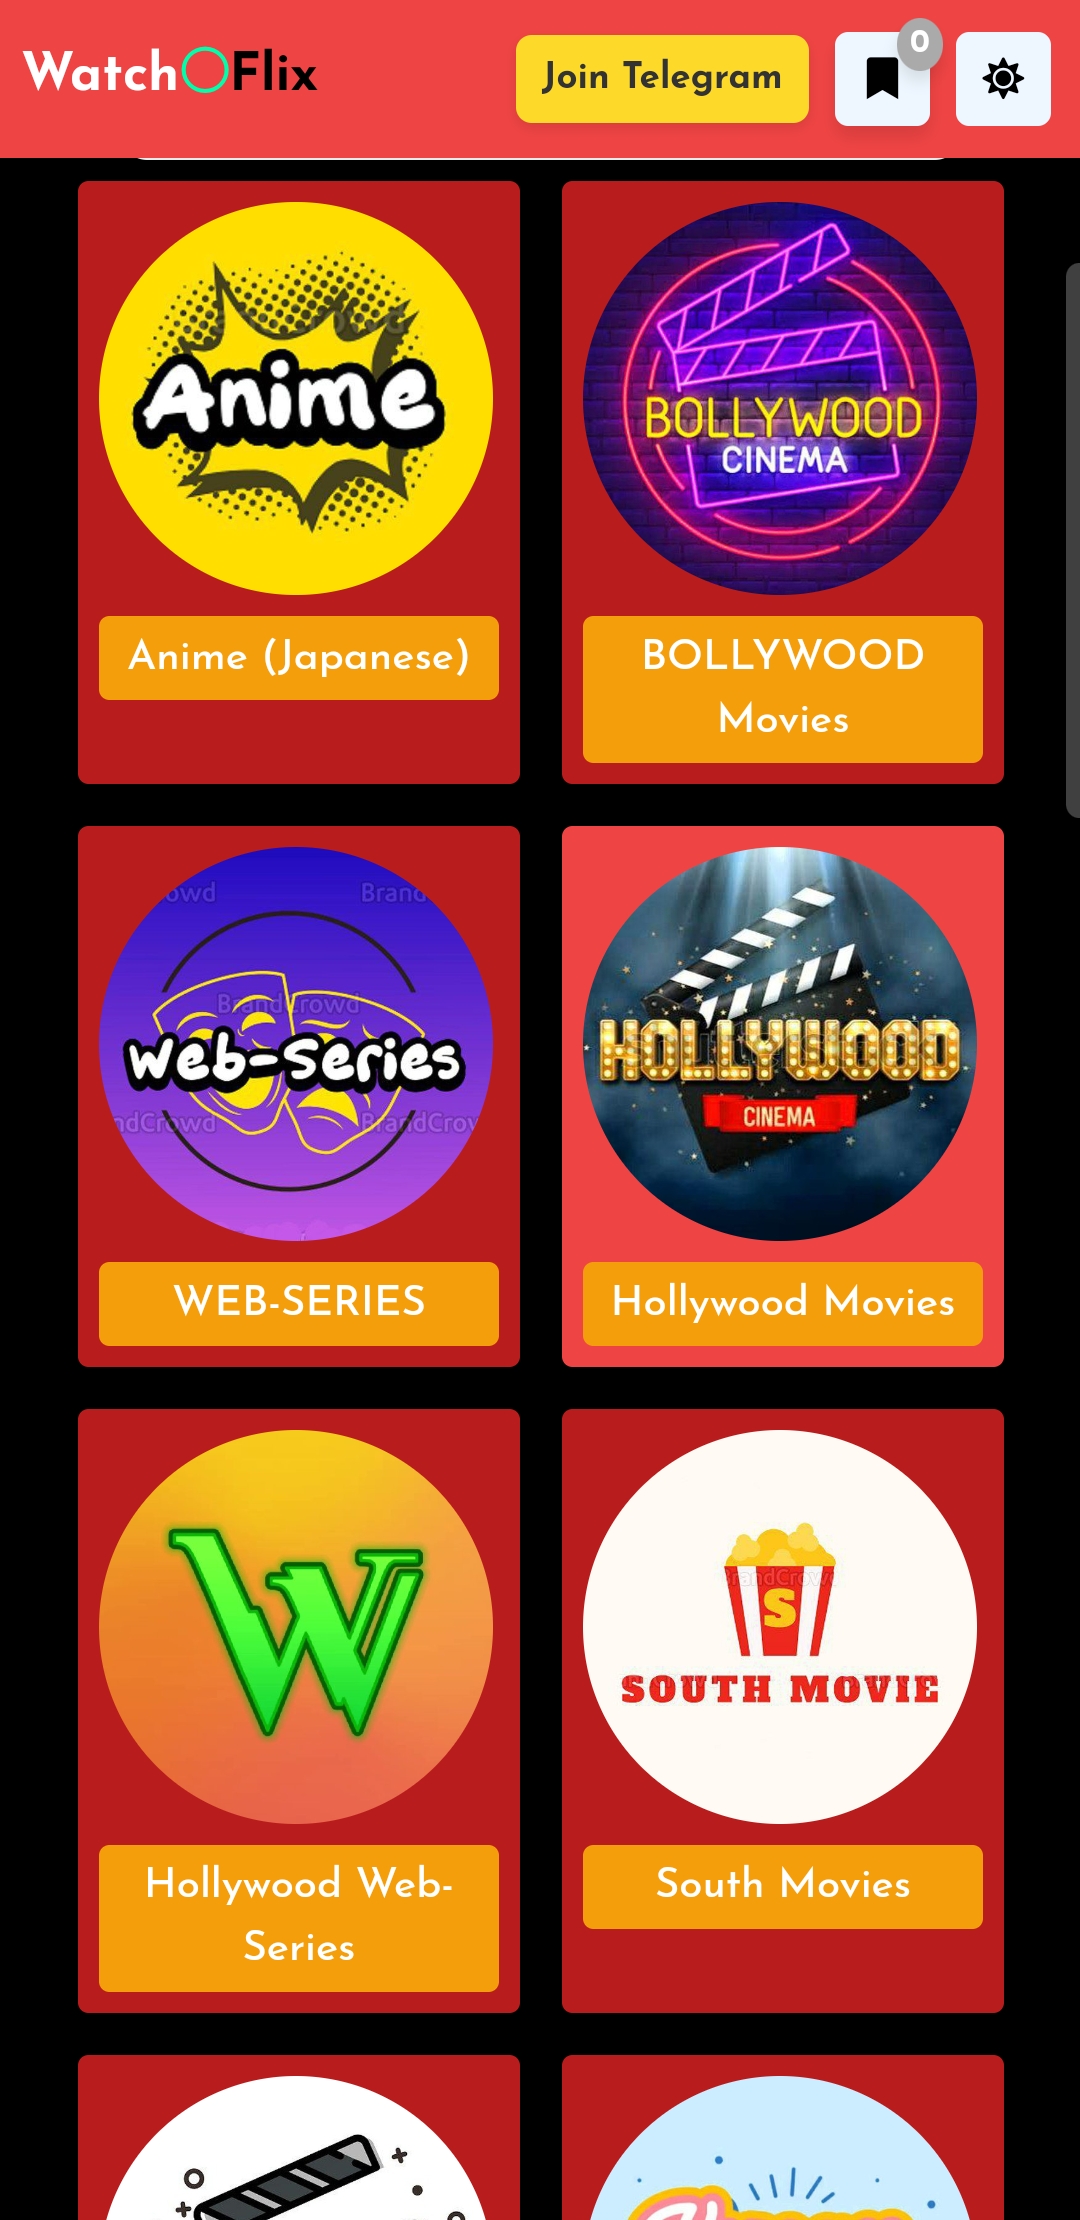 WatchOFlix
Join Telegram
0
Anime
Anime (Japanese)
BOLLYWOOD
CINEMA
BOLLYWOOD
Movies
owd
Brand
BrandCrowd
Web-Series
ndCrowd
BrandCrow
WEB-SERIES
HOLLYWOOD
CINEMA
Hollywood Movies
W
Hollywood Web-
Series
BrandCrowd
S
SOUTH MOVIE
South Movies